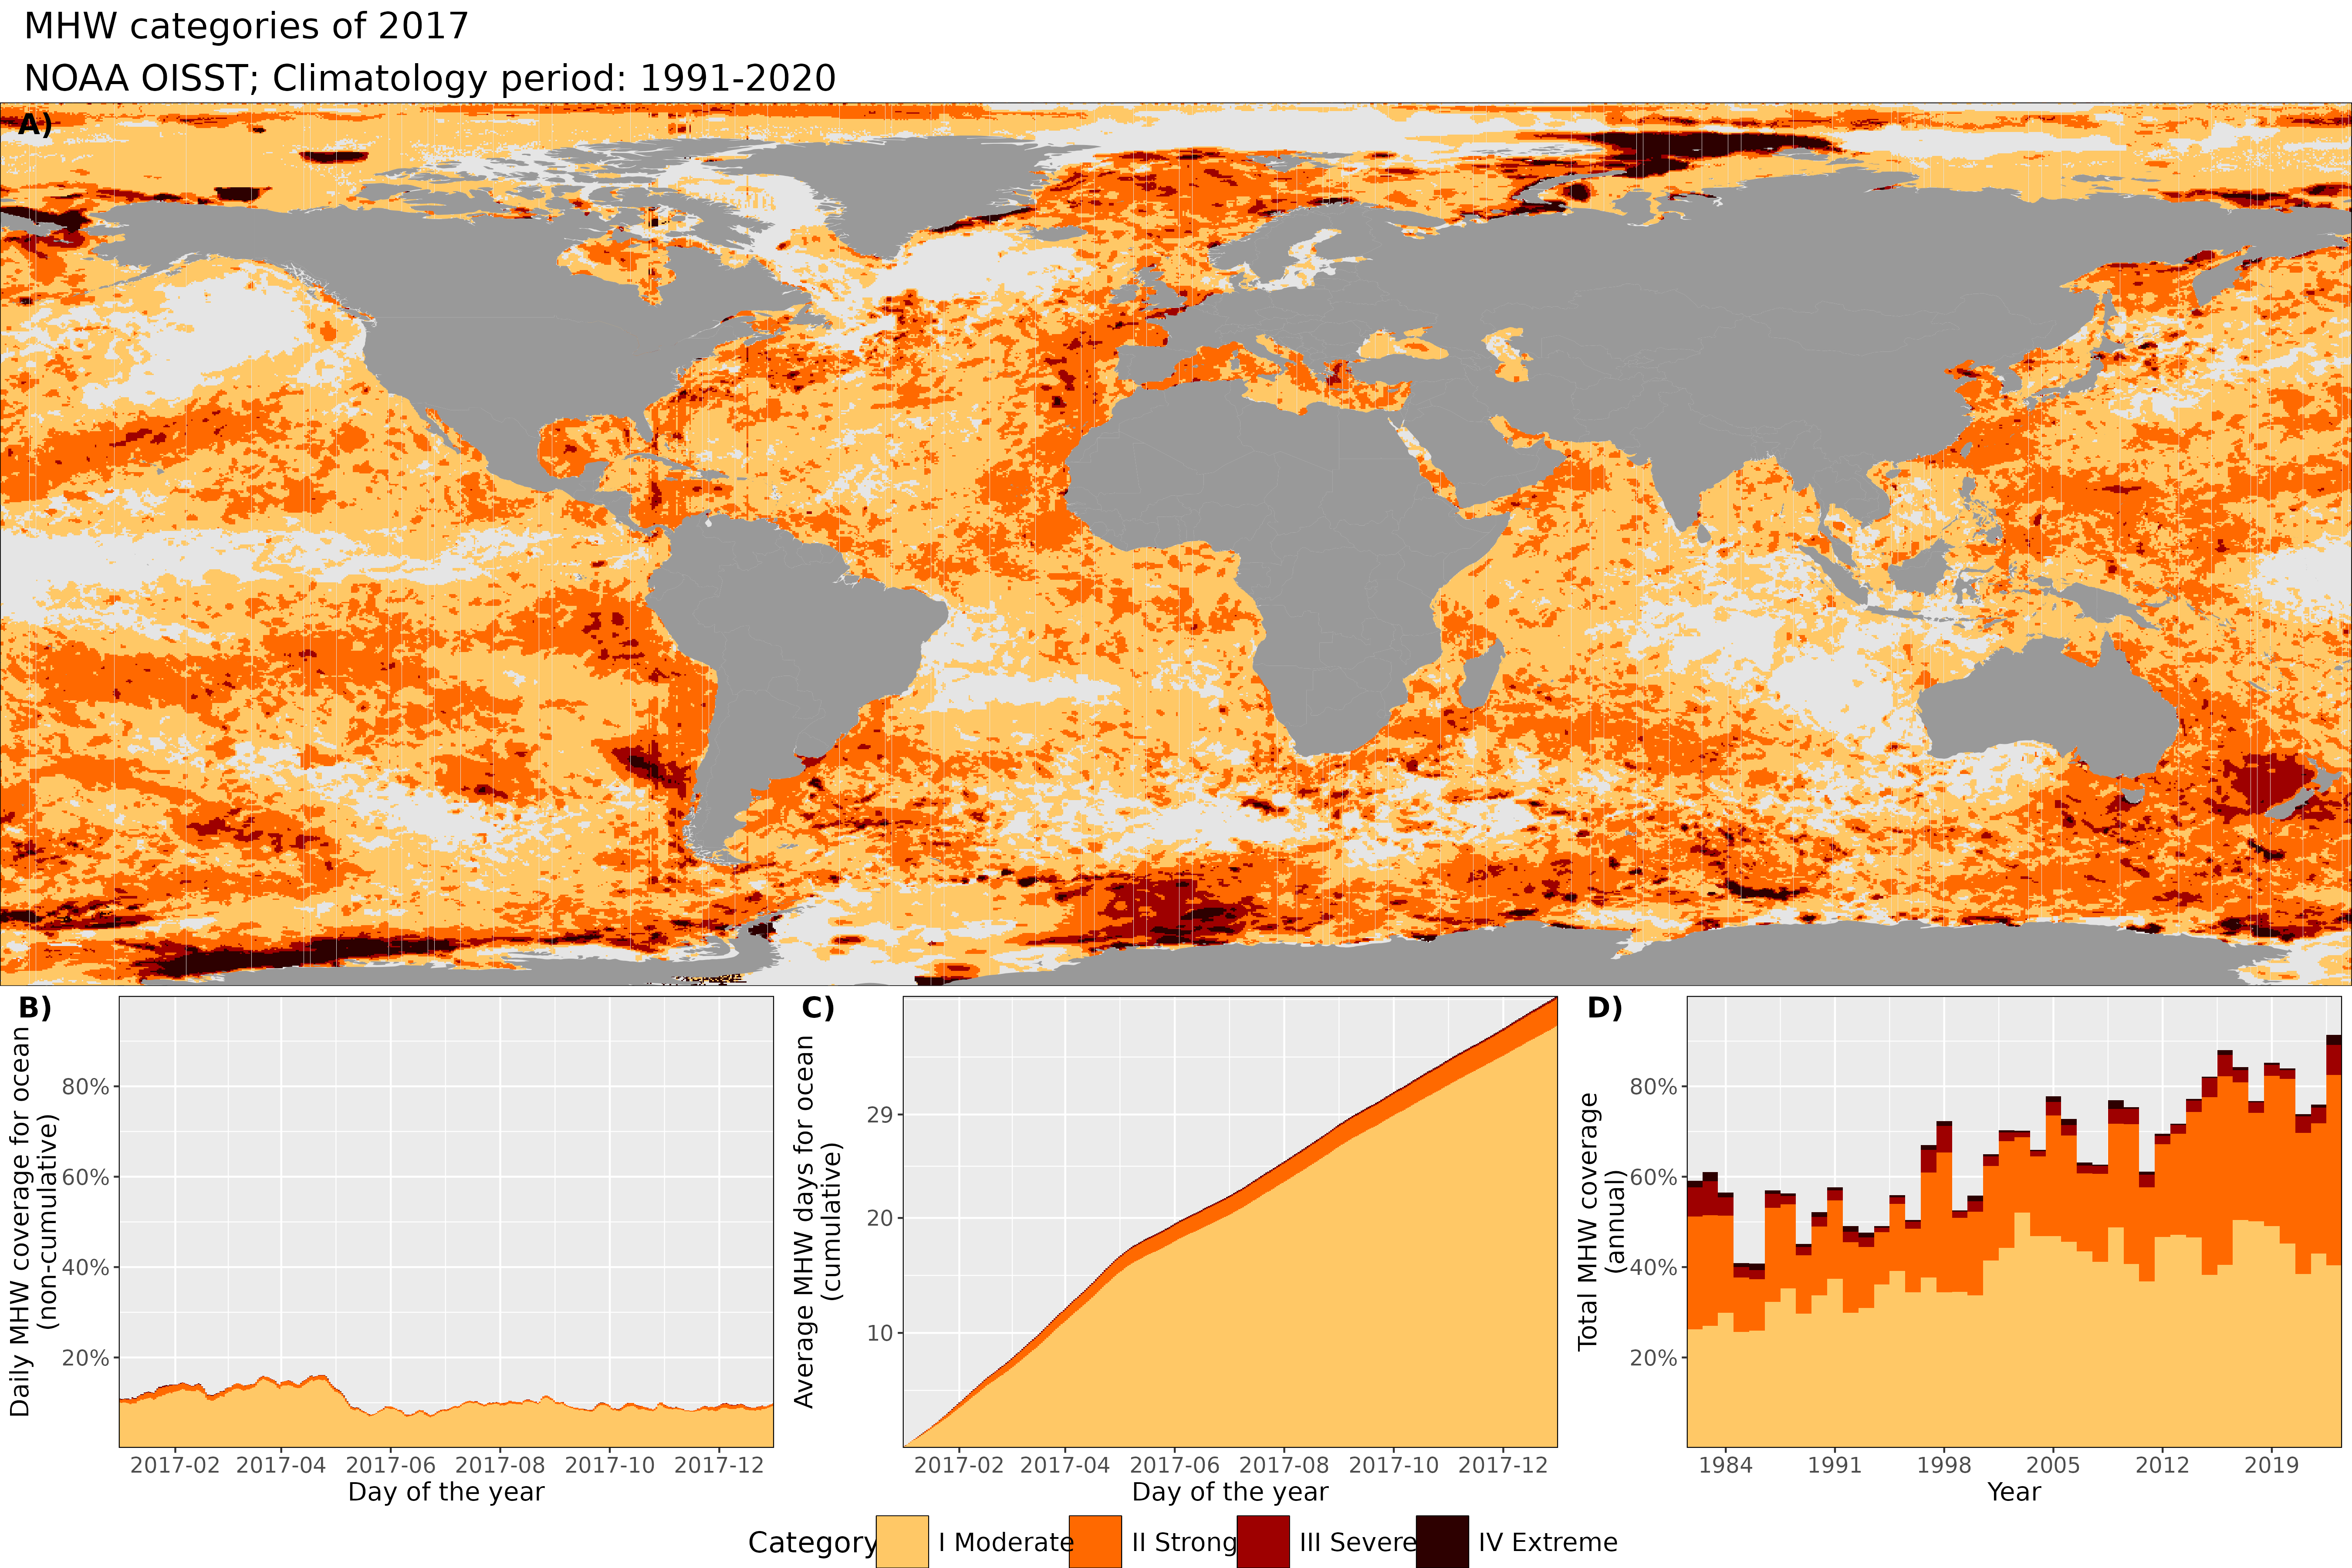 MHW categories of 2017
NOAA OISST; Climatology period: 1991-2020
A)
B)
Daily MHW coverage for ocean
(non-cumulative)
80%
60%
40%
20%
2017-02 2017-04 2017-06 2017-08 2017-10 2017-12
Day of the year
C)
Average MHW days for ocean
(cumulative)
29
20
10
2017-02 2017-04 2017-06 2017-08 2017-10 2017-12
Day of the year
D)
Total MHW coverage
(annual)
80%
60%
40%
20%
1984 1991 1998 2005 2012 2019
Year
Category I Moderate II Strong III Severe IV Extreme